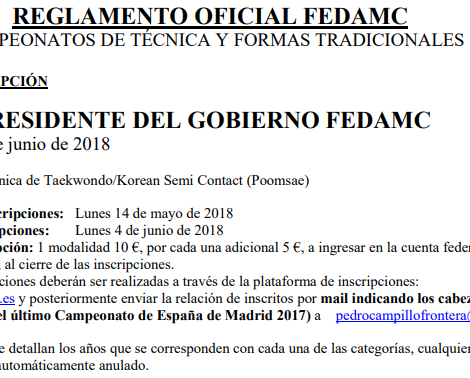 REGLAMENTO OFICIAL FEDAMC
PEONATOS DE TÉCNICA Y FORMAS TRADICIONALES
PCIÓN
RESIDENTE DEL GOBIERNO FEDAMC
e junio de 2018
nica de Taekwondo/Korean Semi Contact (Poomsae)
cripciones: Lunes 14 de mayo de 2018
pciones: Lunes 4 de junio de 2018
oción: 1 modalidad 10 €, por cada una adicional 5 €, a ingresar en la cuenta feder
, al cierre de las inscripciones.
ciones deberán ser realizadas a través de la plataforma de inscripciones:
.es y posteriormente enviar la relación de inscritos por mail indicando los cabez
el último Campeonato de España de Madrid 2017) a pedrocampillofrontera@
e detallan los años que se corresponden con cada una de las categorías, cualquier
automáticamente anulado.